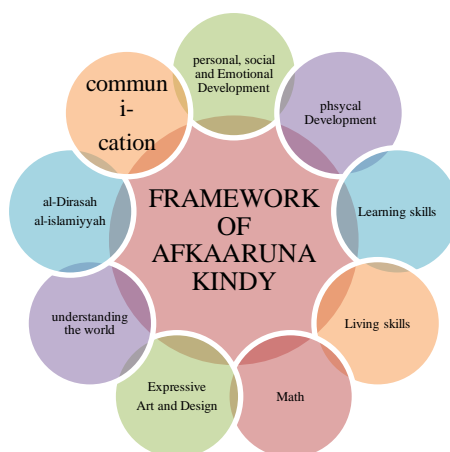 FRAMEWORK
OF
AFKAARUNA
KINDY
personal, social
and Emotional
Development
phsycal
Development
Learning skills
Living skills
Math
Expressive
Art and Design
understanding
the world
al-Dirasah
al-islamiyyah
commun
i-
cation